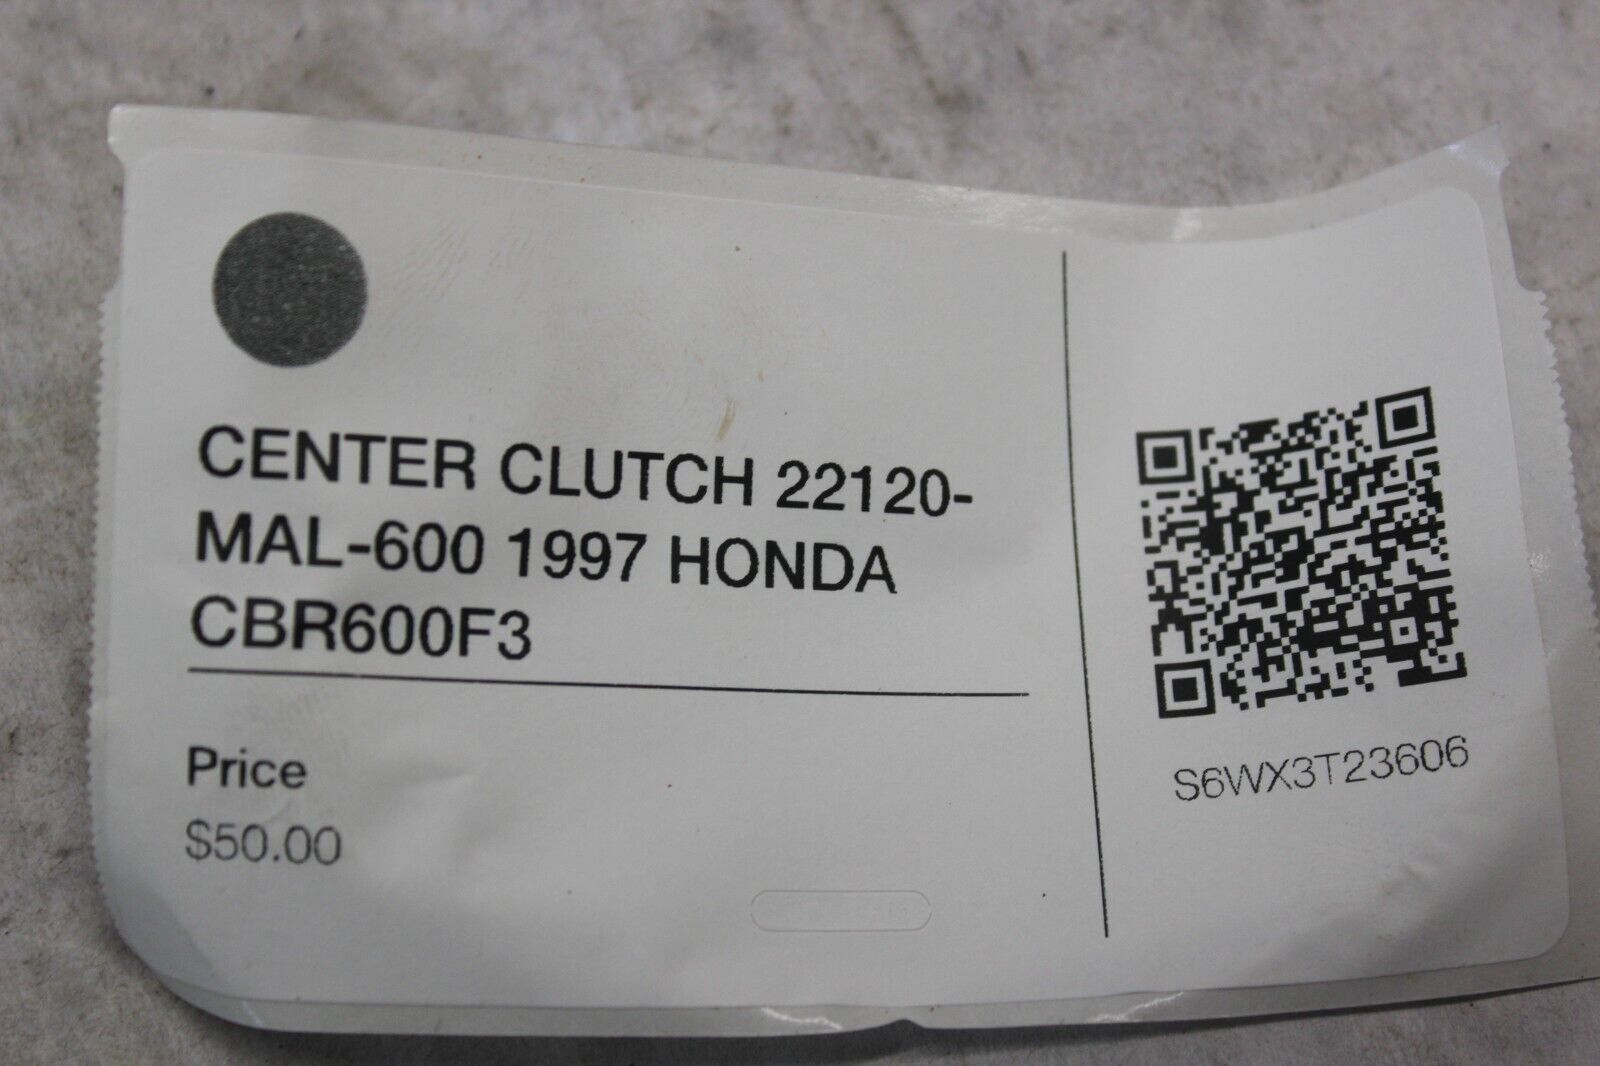 CENTER CLUTCH 22120-
MAL-600 1997 HONDA
CBR600F3
Price
$50.00
S6WX3T23606